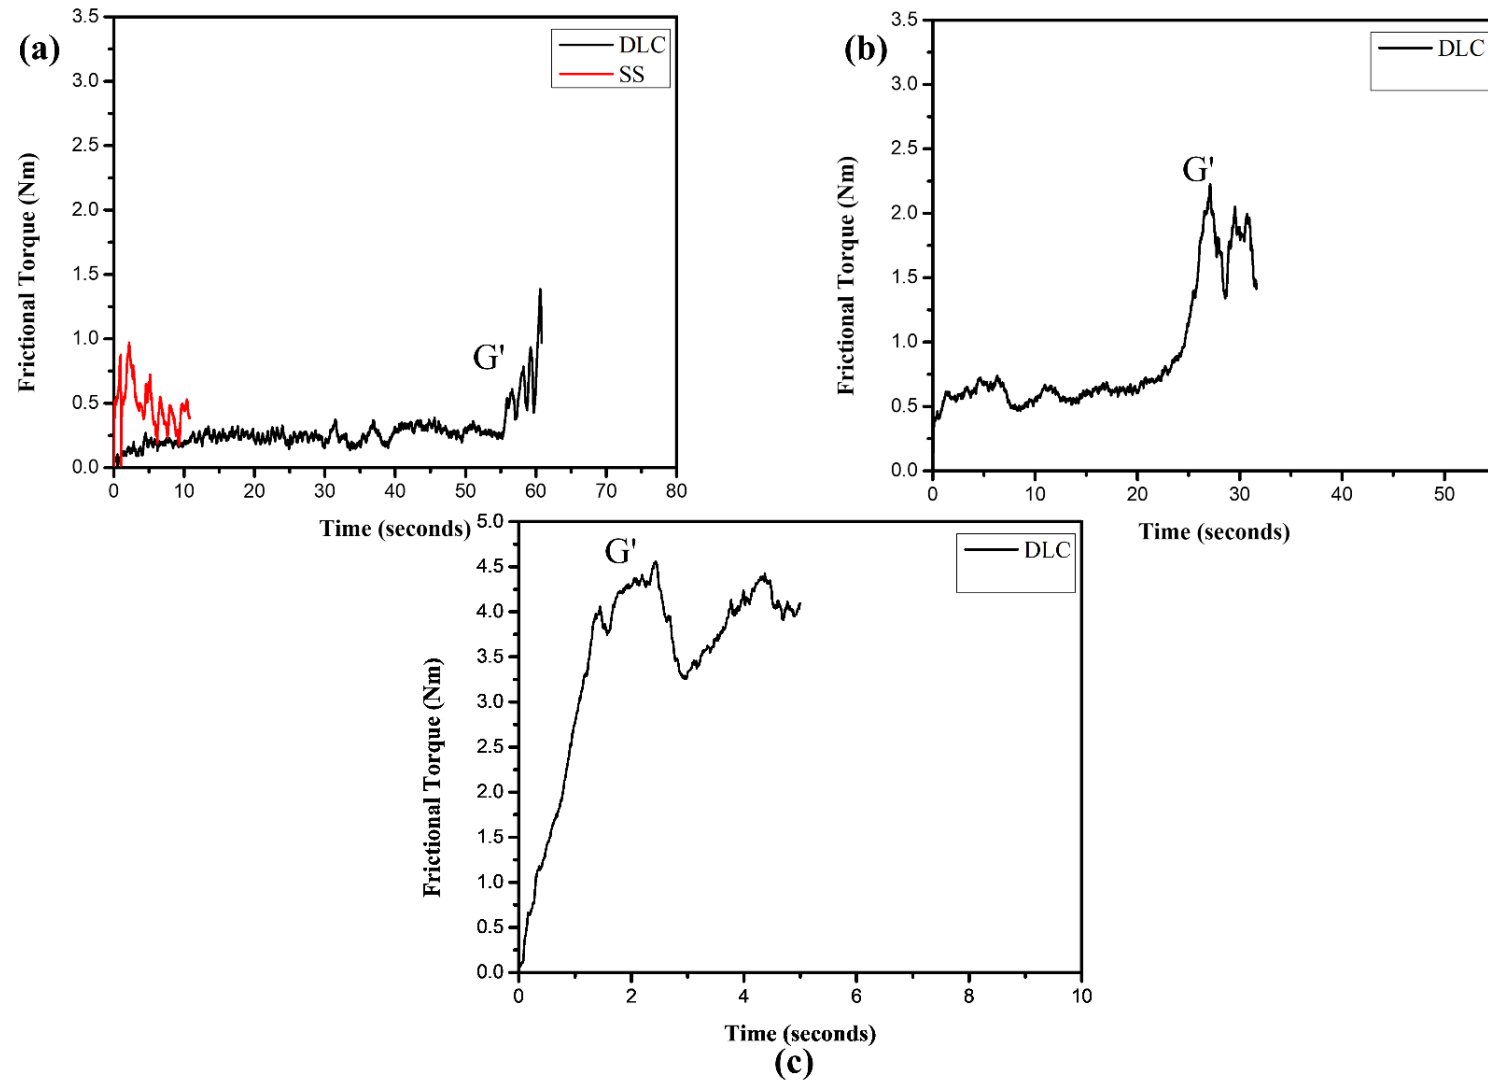 (a)
DLC
SS
3.5
3.0
2.5
2.0
1.5
1.0
0.5
0.0
Frictional Torque (Nm)
G'
0 10 20 30 40 50 60 70 80
Time (seconds)
(b)
DLC
3.5
3.0
2.5
2.0
1.5
1.0
0.5
0.0
Frictional Torque (Nm)
G'
0 10 20 30 40 50
Time (seconds)
DLC
5.0
4.5
4.0
3.5
3.0
2.5
2.0
1.5
1.0
0.5
0.0
Frictional Torque (Nm)
G'
0 2 4 6 8 10
Time (seconds)
(c)